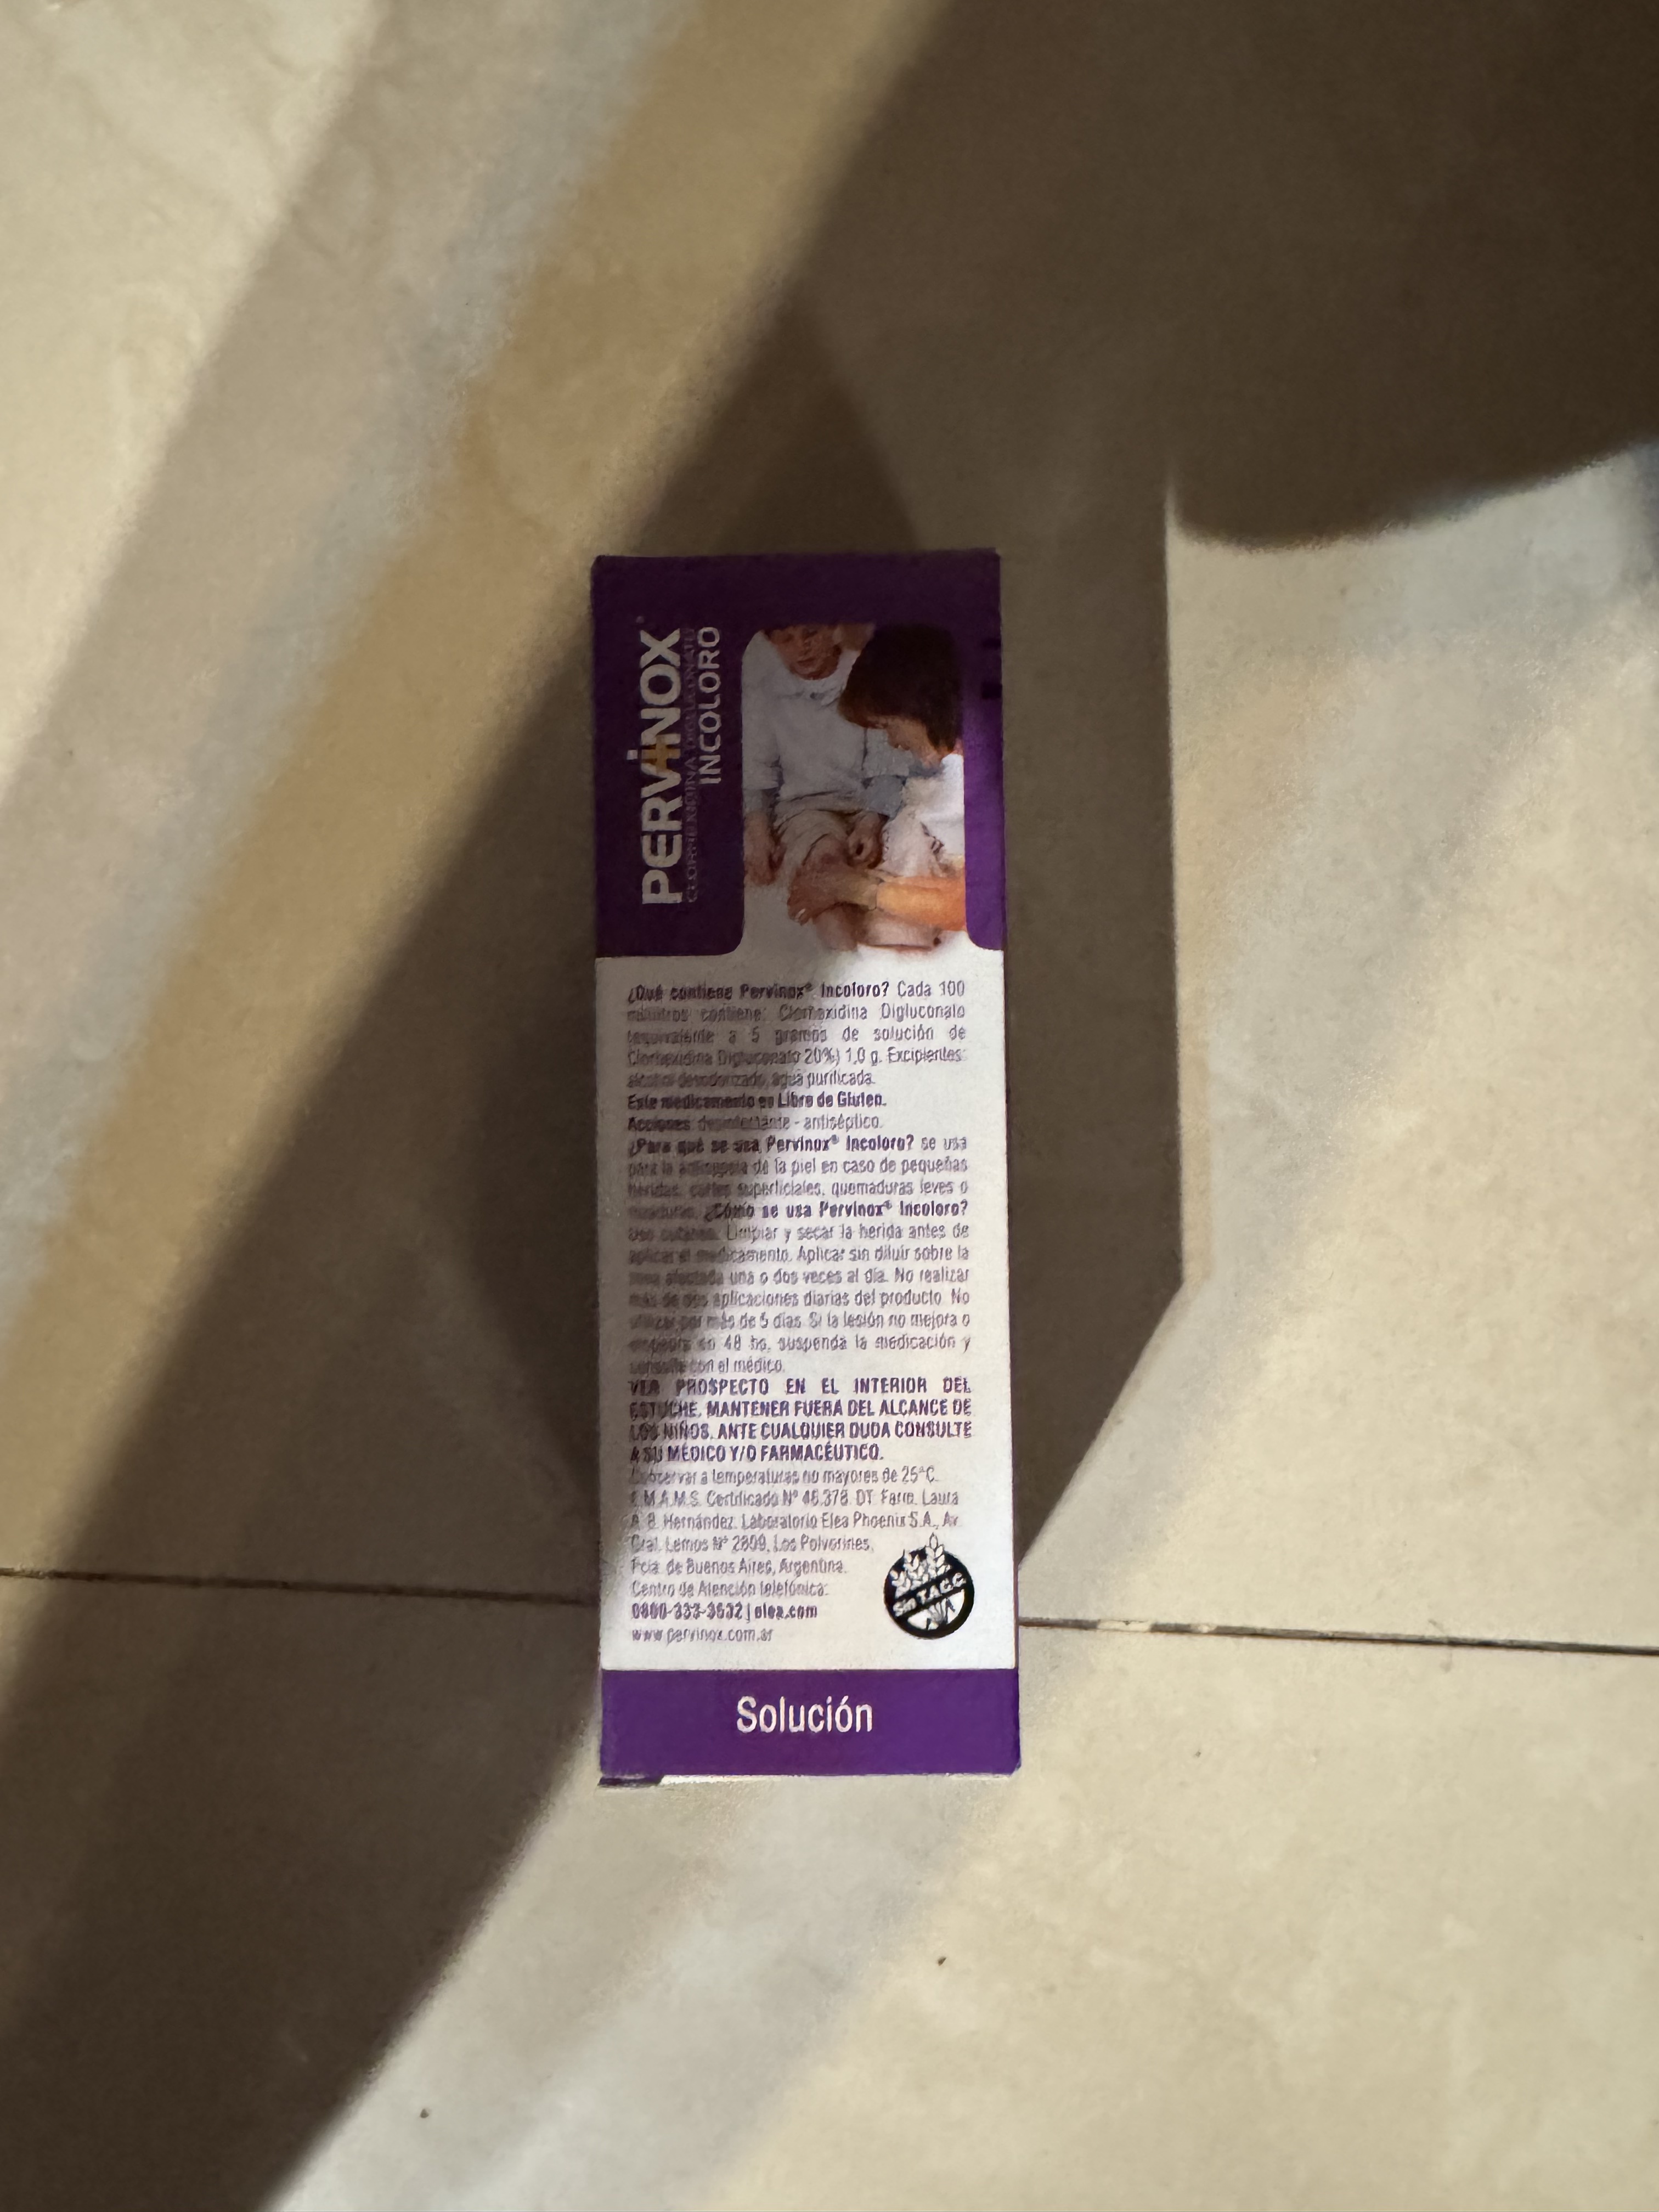 PERVINOX
CLORHEXIDINA DIGLUCONATO
INCOLORO
¿Qué contiene Pervinox® Incoloro? Cada 100
mililitros contiene: Clorhexidina Digluconato
(equivalente a 5 gramos de solución de
Clorhexidina Digluconato 20%) 1,0 g. Excipientes:
alcohol desodorizado, agua purificada.
Este medicamento es Libre de Gluten.
Acciones: desinfectante - antiséptico.
¿Para qué se usa Pervinox® Incoloro? se usa
para la antisepsia de la piel en caso de pequeñas
heridas, cortes superficiales, quemaduras leves o
¿Cómo se usa Pervinox® Incoloro?
Uso cutáneo. Limpiar y secar la herida antes de
aplicar el medicamento. Aplicar sin diluir sobre la
zona afectada una o dos veces al día. No realizar
más de dos aplicaciones diarias del producto. No
utilizar por más de 5 días. Si la lesión no mejora o
empeora en 48 hs. suspenda la medicación y
consulte con el médico.
VER PROSPECTO EN EL INTERIOR DEL
ESTUCHE. MANTENER FUERA DEL ALCANCE DE
LOS NIÑOS. ANTE CUALQUIER DUDA CONSULTE
A SU MÉDICO Y/O FARMACÉUTICO.
Conservar a temperaturas no mayores de 25°C.
E.M.A.M.S. Certificado Nº 46.378. DT: Farm. Laura
A. B. Hernández. Laboratorio Elea Phoenix S.A., Av.
Gral. Lemos Nº 2809, Los Polvorines,
Pcia. de Buenos Aires, Argentina.
Centro de Atención telefónica:
0800-333-3532 | elea.com
www.pervinox.com.ar
Sin T.A.C.C.
Solución